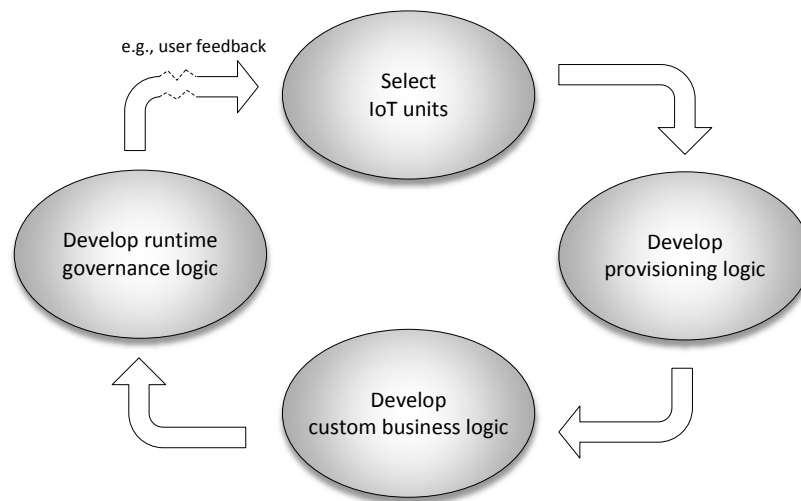 e.g., user feedback
Select
IoT units
Develop runtime
governance logic
Develop
provisioning logic
Develop
custom business logic